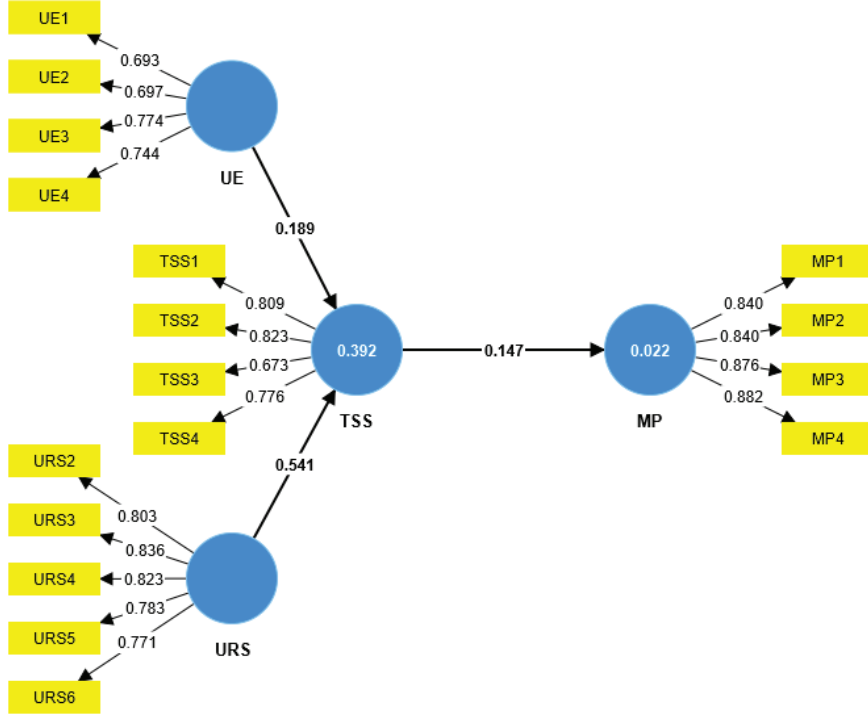 UE1
UE2
UE3
UE4
0.693
0.697
0.774
0.744
UE
0.189
TSS1
TSS2
TSS3
TSS4
0.809
0.823
0.673
0.776
0.392
TSS
0.147
0.022
MP
0.840
0.840
0.876
0.882
MP1
MP2
MP3
MP4
0.541
URS2
URS3
URS4
URS5
URS6
0.803
0.836
0.823
0.783
0.771
URS